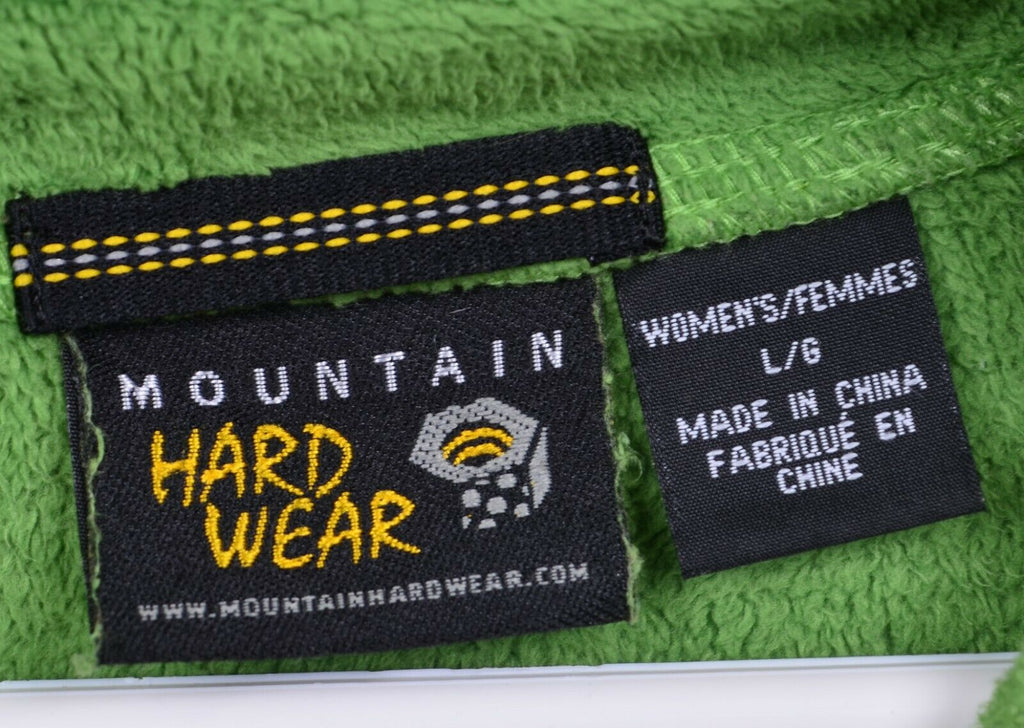 MOUNTAIN
HARD
WEAR
WWW.MOUNTAINHARDWEAR.COM
WOMEN'S/FEMMES
L/G
MADE IN CHINA
FABRIQUÉ EN
CHINE